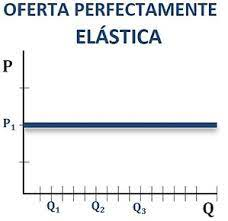 OFERTA PERFECTAMENTE
ELÁSTICA
P
P1
Q1 Q2 Q3 Q